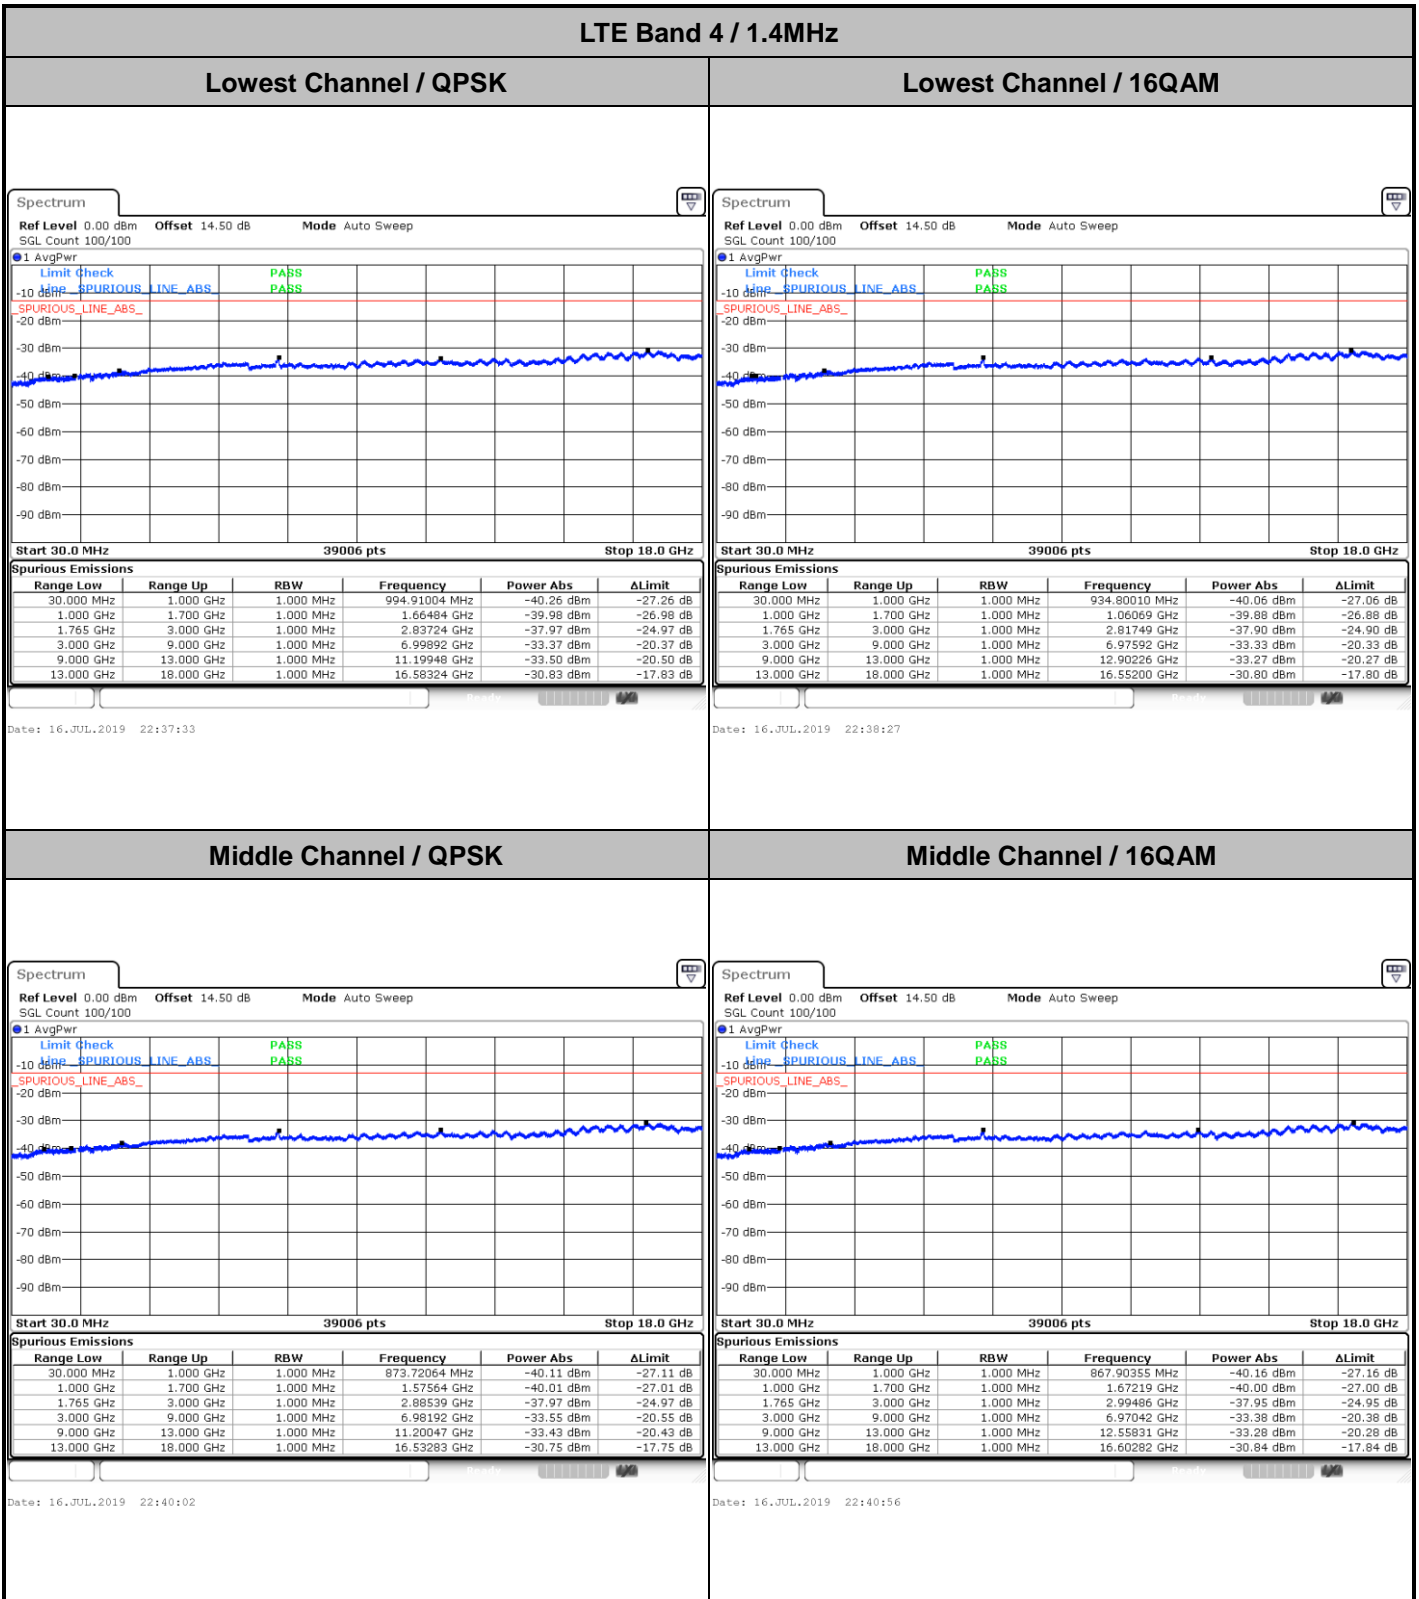 LTE Band 4 / 1.4MHz
Lowest Channel / QPSK
Lowest Channel / 16QAM
Spectrum
Ref Level 0.00 dBm Offset 14.50 dB Mode Auto Sweep
SGL Count 100/100
1 AvgPwr
Limit Check PASS
Line _SPURIOUS_LINE_ABS_ PASS
-10 dBm
_SPURIOUS_LINE_ABS_
-20 dBm
-30 dBm
-40 dBm
-50 dBm
-60 dBm
-70 dBm
-80 dBm
-90 dBm
Start 30.0 MHz 39006 pts Stop 18.0 GHz
Spurious Emissions
Range Low Range Up RBW Frequency Power Abs ΔLimit
30.000 MHz 1.000 GHz 1.000 MHz 994.91004 MHz -40.26 dBm -27.26 dB
1.000 GHz 1.700 GHz 1.000 MHz 1.66484 GHz -39.98 dBm -26.98 dB
1.765 GHz 3.000 GHz 1.000 MHz 2.83724 GHz -37.97 dBm -24.97 dB
3.000 GHz 9.000 GHz 1.000 MHz 6.99892 GHz -33.37 dBm -20.37 dB
9.000 GHz 13.000 GHz 1.000 MHz 11.19948 GHz -33.50 dBm -20.50 dB
13.000 GHz 18.000 GHz 1.000 MHz 16.58324 GHz -30.83 dBm -17.83 dB
Ready
Date: 16.JUL.2019 22:37:33
Spectrum
Ref Level 0.00 dBm Offset 14.50 dB Mode Auto Sweep
SGL Count 100/100
1 AvgPwr
Limit Check PASS
Line _SPURIOUS_LINE_ABS_ PASS
-10 dBm
_SPURIOUS_LINE_ABS_
-20 dBm
-30 dBm
-40 dBm
-50 dBm
-60 dBm
-70 dBm
-80 dBm
-90 dBm
Start 30.0 MHz 39006 pts Stop 18.0 GHz
Spurious Emissions
Range Low Range Up RBW Frequency Power Abs ΔLimit
30.000 MHz 1.000 GHz 1.000 MHz 934.80010 MHz -40.06 dBm -27.06 dB
1.000 GHz 1.700 GHz 1.000 MHz 1.06069 GHz -39.88 dBm -26.88 dB
1.765 GHz 3.000 GHz 1.000 MHz 2.81749 GHz -37.90 dBm -24.90 dB
3.000 GHz 9.000 GHz 1.000 MHz 6.97592 GHz -33.33 dBm -20.33 dB
9.000 GHz 13.000 GHz 1.000 MHz 12.90226 GHz -33.27 dBm -20.27 dB
13.000 GHz 18.000 GHz 1.000 MHz 16.55200 GHz -30.80 dBm -17.80 dB
Ready
Date: 16.JUL.2019 22:38:27
Middle Channel / QPSK
Middle Channel / 16QAM
Spectrum
Ref Level 0.00 dBm Offset 14.50 dB Mode Auto Sweep
SGL Count 100/100
1 AvgPwr
Limit Check PASS
Line _SPURIOUS_LINE_ABS_ PASS
-10 dBm
_SPURIOUS_LINE_ABS_
-20 dBm
-30 dBm
-40 dBm
-50 dBm
-60 dBm
-70 dBm
-80 dBm
-90 dBm
Start 30.0 MHz 39006 pts Stop 18.0 GHz
Spurious Emissions
Range Low Range Up RBW Frequency Power Abs ΔLimit
30.000 MHz 1.000 GHz 1.000 MHz 873.72064 MHz -40.11 dBm -27.11 dB
1.000 GHz 1.700 GHz 1.000 MHz 1.57564 GHz -40.01 dBm -27.01 dB
1.765 GHz 3.000 GHz 1.000 MHz 2.88539 GHz -37.97 dBm -24.97 dB
3.000 GHz 9.000 GHz 1.000 MHz 6.98192 GHz -33.55 dBm -20.55 dB
9.000 GHz 13.000 GHz 1.000 MHz 11.20047 GHz -33.43 dBm -20.43 dB
13.000 GHz 18.000 GHz 1.000 MHz 16.53283 GHz -30.75 dBm -17.75 dB
Ready
Date: 16.JUL.2019 22:40:02
Spectrum
Ref Level 0.00 dBm Offset 14.50 dB Mode Auto Sweep
SGL Count 100/100
1 AvgPwr
Limit Check PASS
Line _SPURIOUS_LINE_ABS_ PASS
-10 dBm
_SPURIOUS_LINE_ABS_
-20 dBm
-30 dBm
-40 dBm
-50 dBm
-60 dBm
-70 dBm
-80 dBm
-90 dBm
Start 30.0 MHz 39006 pts Stop 18.0 GHz
Spurious Emissions
Range Low Range Up RBW Frequency Power Abs ΔLimit
30.000 MHz 1.000 GHz 1.000 MHz 867.90355 MHz -40.16 dBm -27.16 dB
1.000 GHz 1.700 GHz 1.000 MHz 1.67219 GHz -40.00 dBm -27.00 dB
1.765 GHz 3.000 GHz 1.000 MHz 2.99486 GHz -37.95 dBm -24.95 dB
3.000 GHz 9.000 GHz 1.000 MHz 6.97042 GHz -33.38 dBm -20.38 dB
9.000 GHz 13.000 GHz 1.000 MHz 12.55831 GHz -33.28 dBm -20.28 dB
13.000 GHz 18.000 GHz 1.000 MHz 16.60282 GHz -30.84 dBm -17.84 dB
Ready
Date: 16.JUL.2019 22:40:56